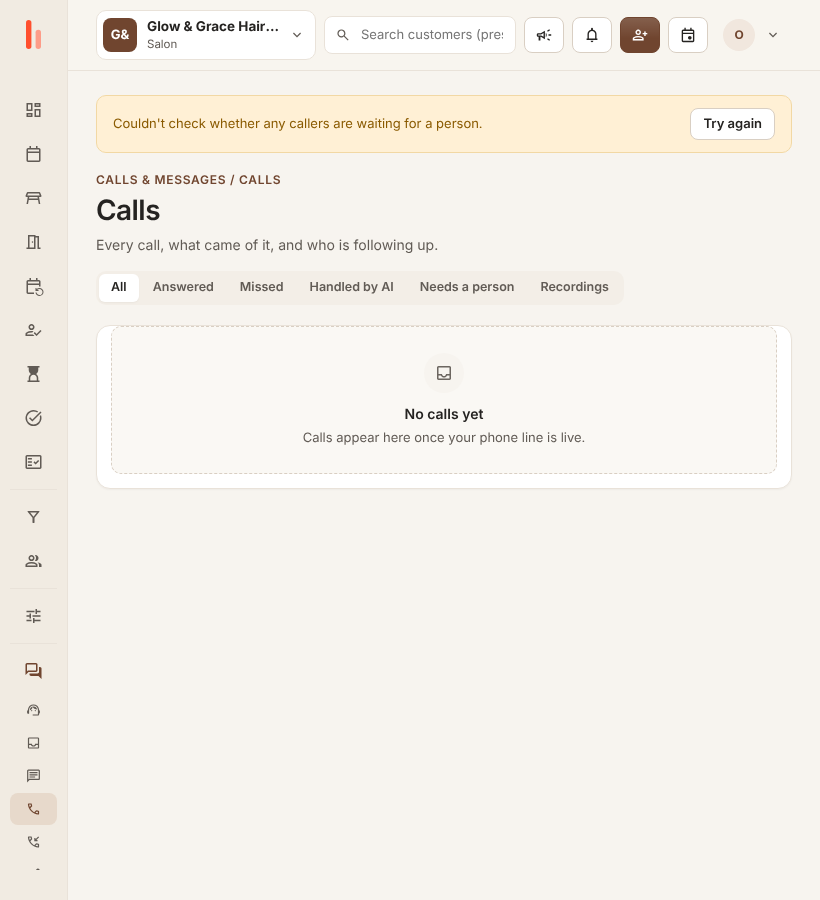 G&
Glow & Grace Hair...
Salon
Search customers (pres
O
Couldn't check whether any callers are waiting for a person.
Try again
CALLS & MESSAGES / CALLS
Calls
Every call, what came of it, and who is following up.
All
Answered
Missed
Handled by AI
Needs a person
Recordings
No calls yet
Calls appear here once your phone line is live.